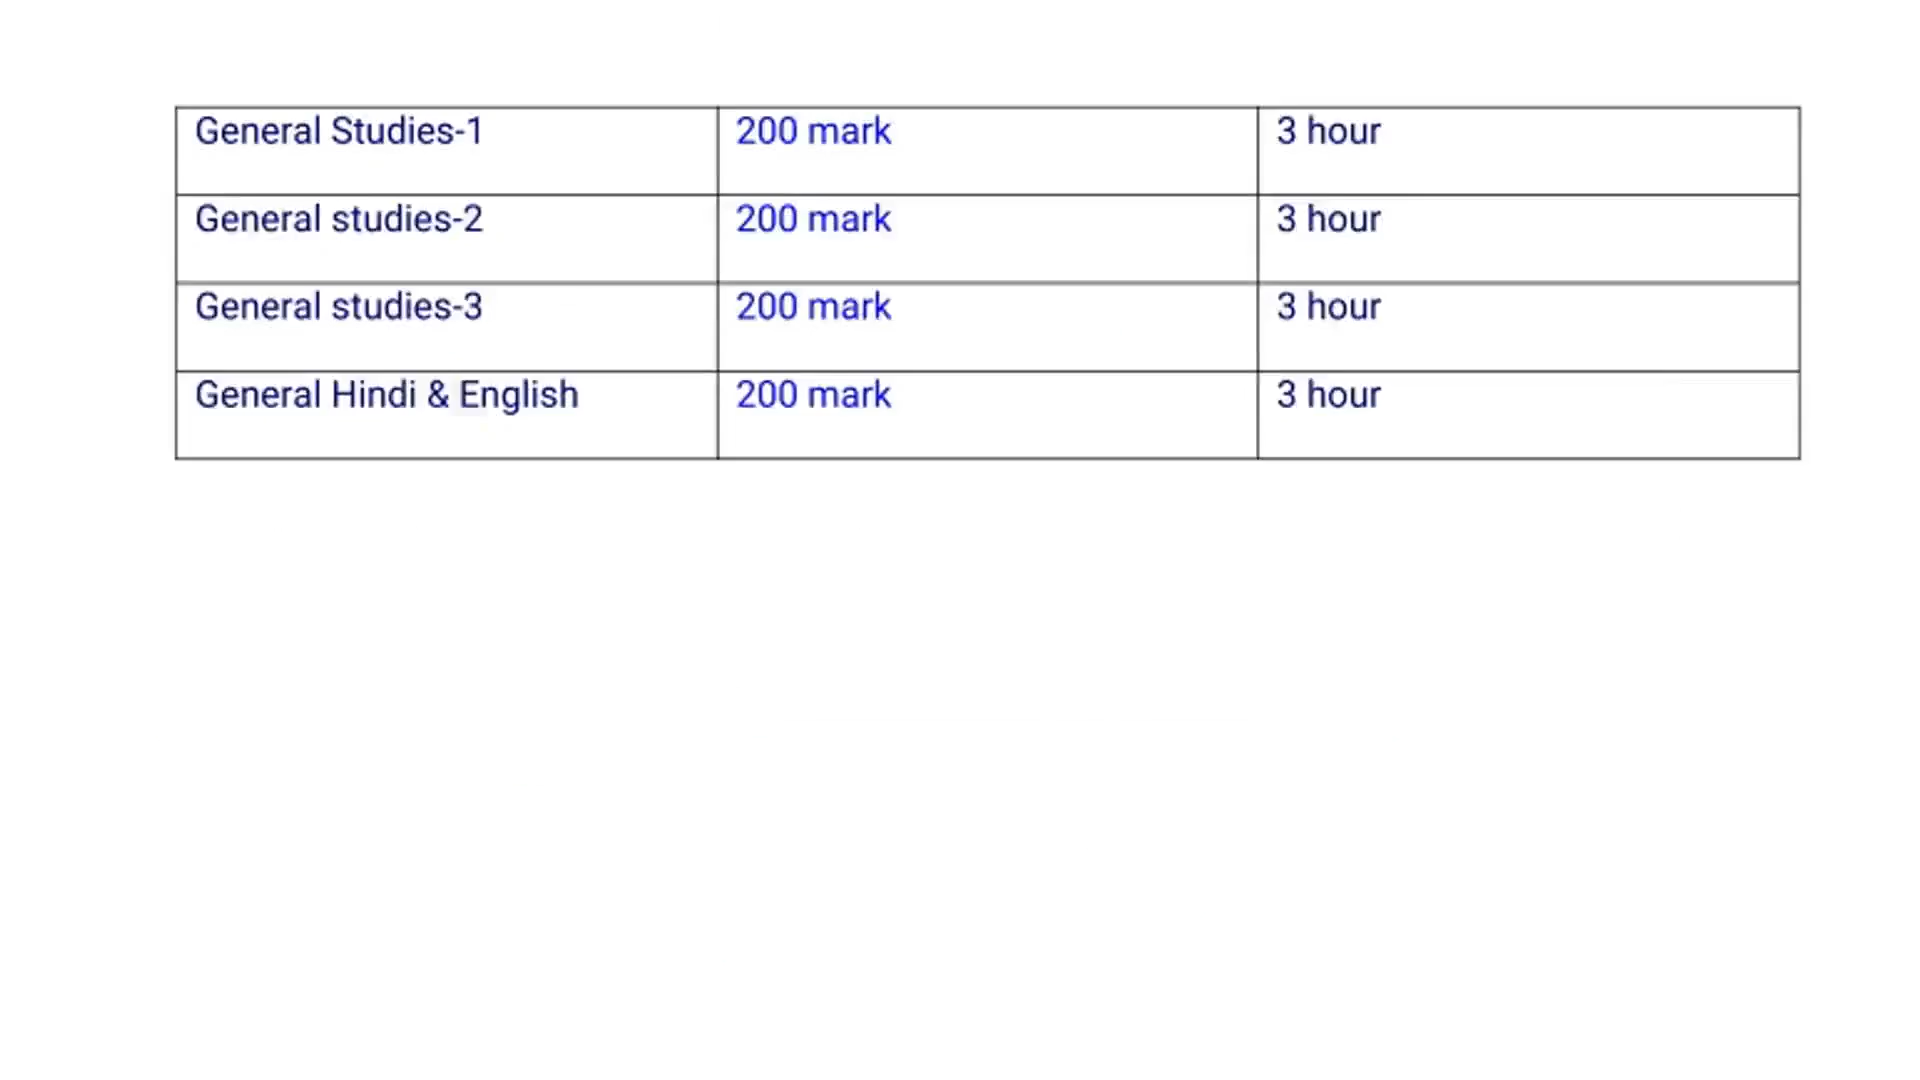 General Studies-1 200 mark 3 hour
General studies-2 200 mark 3 hour
General studies-3 200 mark 3 hour
General Hindi & English 200 mark 3 hour